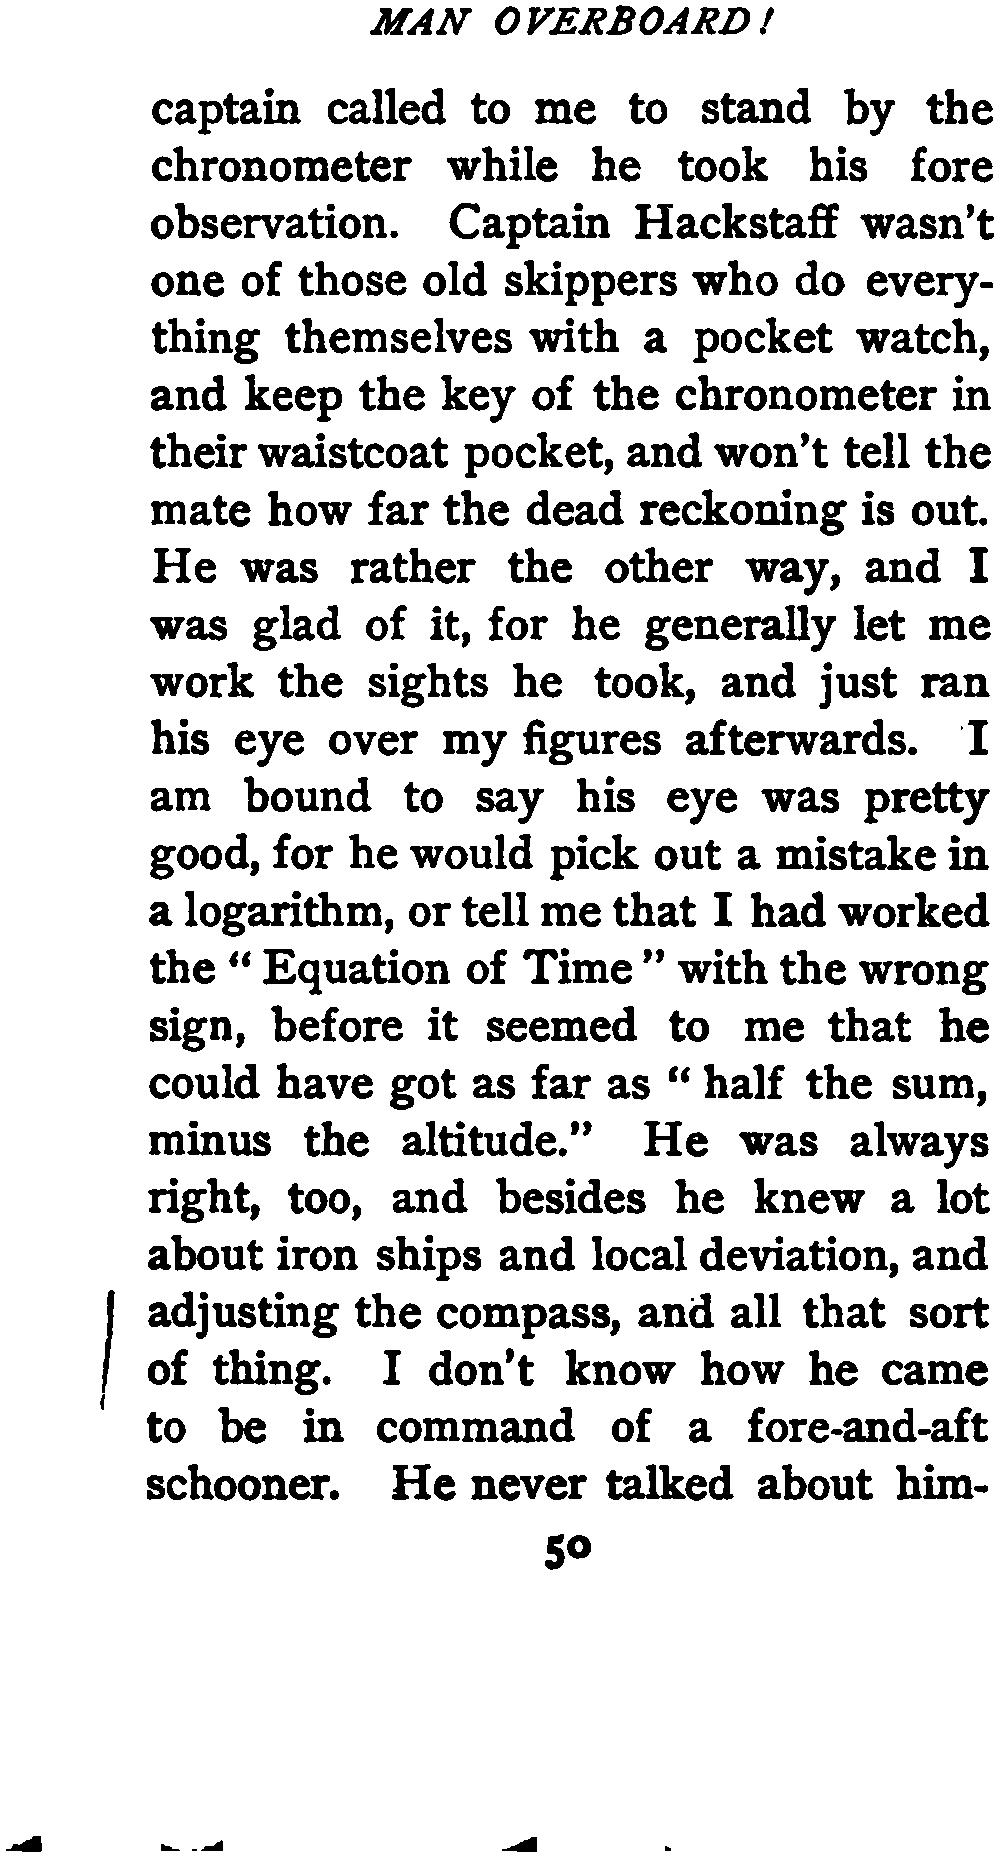 MAN OVERBOARD!
captain called to me to stand by the
chronometer while he took his fore
observation. Captain Hackstaff wasn't
one of those old skippers who do every-
thing themselves with a pocket watch,
and keep the key of the chronometer in
their waistcoat pocket, and won't tell the
mate how far the dead reckoning is out.
He was rather the other way, and I
was glad of it, for he generally let me
work the sights he took, and just ran
his eye over my figures afterwards. I
am bound to say his eye was pretty
good, for he would pick out a mistake in
a logarithm, or tell me that I had worked
the " Equation of Time " with the wrong
sign, before it seemed to me that he
could have got as far as " half the sum,
minus the altitude." He was always
right, too, and besides he knew a lot
about iron ships and local deviation, and
adjusting the compass, and all that sort
of thing. I don't know how he came
to be in command of a fore-and-aft
schooner. He never talked about him-
50